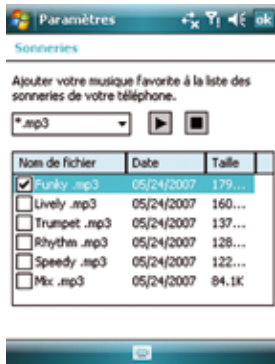 Paramètres ok
Sonneries
Ajouter votre musique favorite à la liste des
sonneries de votre téléphone.
*.mp3
Nom de fichier Date Taille
Funky .mp3 05/24/2007 179...
Lively .mp3 05/24/2007 160...
Trumpet .mp3 05/24/2007 137...
Rhythm .mp3 05/24/2007 128...
Speedy .mp3 05/24/2007 122...
Mix .mp3 05/24/2007 84.1K